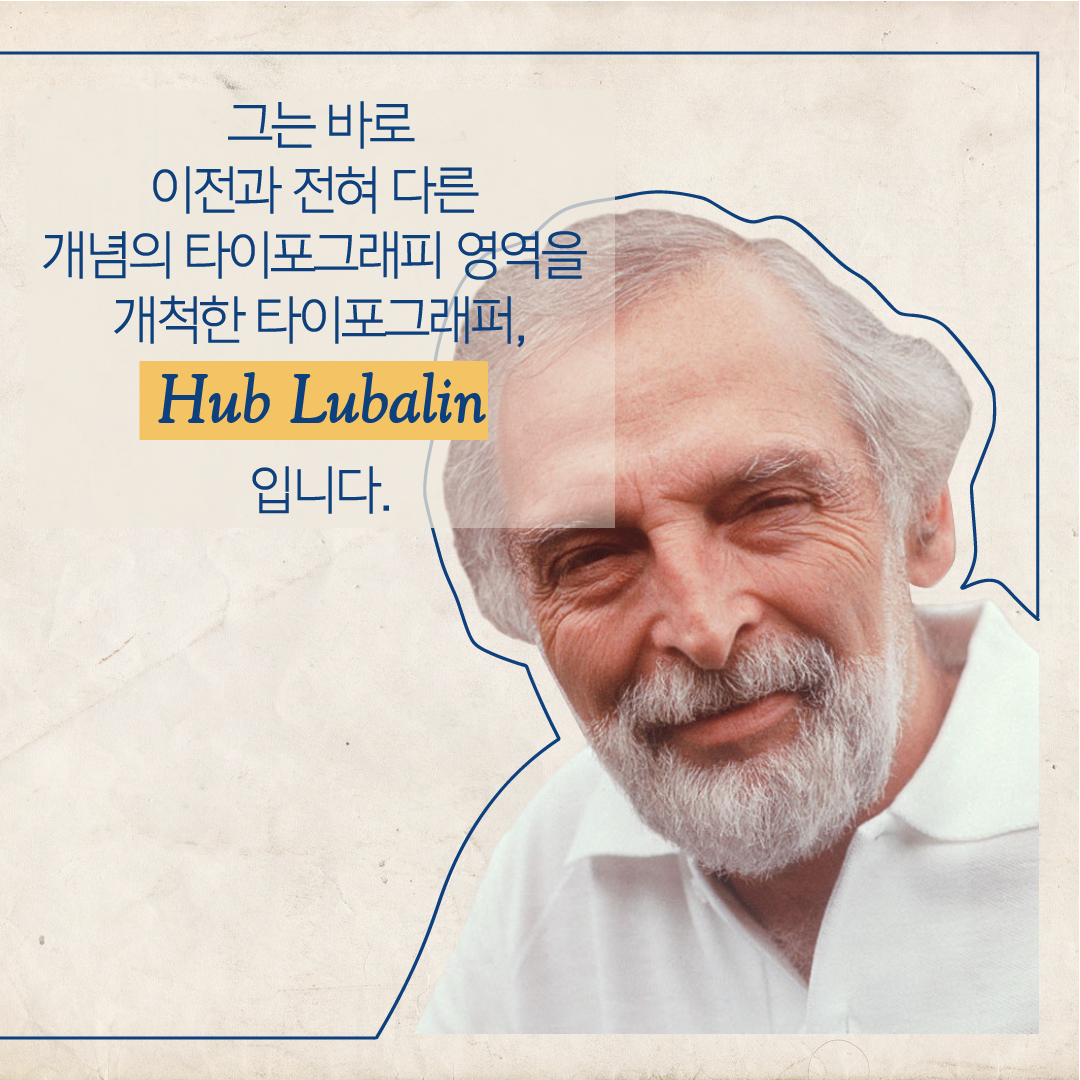 그는 바로
이전과 전혀 다른
개념의 타이포그래피 영역을
개척한 타이포그래퍼,
Hub Lubalin
입니다.